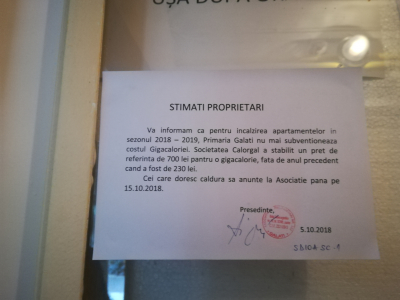 UȘA DUPĂ
STIMATI PROPRIETARI
Va informam ca pentru incalzirea apartamentelor in
sezonul 2018 – 2019, Primaria Galati nu mai subventioneaza
costul Gigacaloriei. Societatea Calorgal a stabilit un pret de
referinta de 700 lei pentru o gigacalorie, fata de anul precedent
cand a fost de 230 lei.
Cei care doresc caldura sa anunte la Asociatie pana pe
15.10.2018.
Presedinte,
5.10.2018